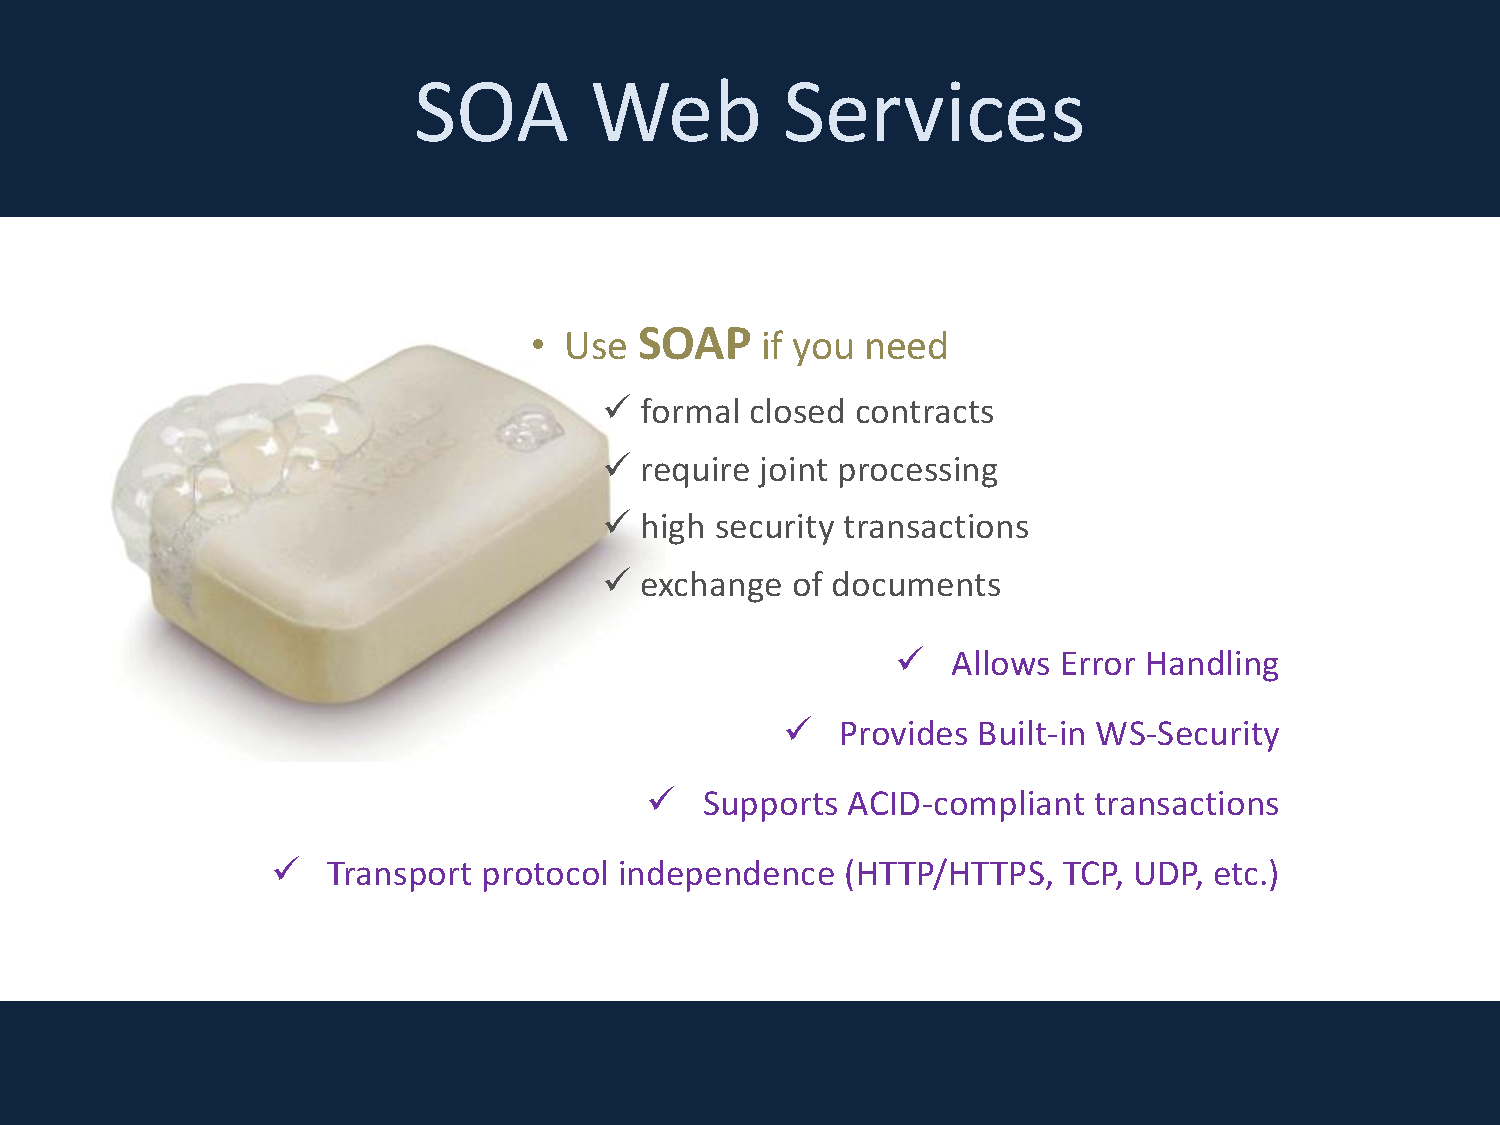 SOA Web Services
• Use SOAP if you need
✓ formal closed contracts
✓ require joint processing
✓ high security transactions
✓ exchange of documents
✓ Allows Error Handling
✓ Provides Built-in WS-Security
✓ Supports ACID-compliant transactions
✓ Transport protocol independence (HTTP/HTTPS, TCP, UDP, etc.)